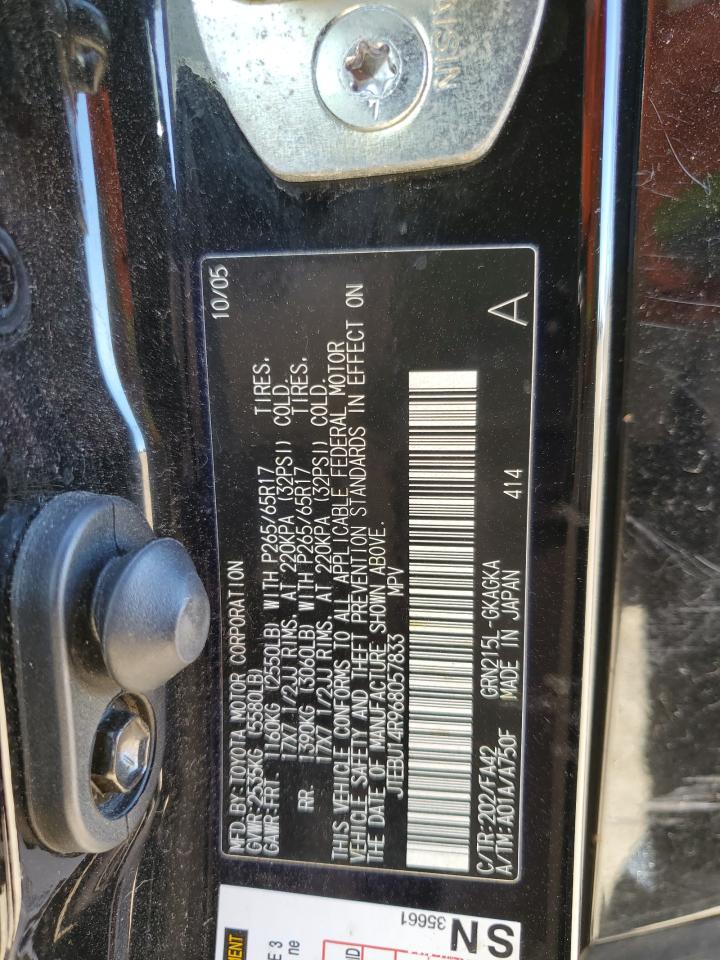 MFD. BY: TOYOTA MOTOR CORPORATION 10/05
GVWR: 2535KG (5580LB)
GAWR: FRT. 1160KG (2550LB) WITH P265/65R17 TIRES,
17X7 1/2JJ RIMS, AT 220KPA (32PSI) COLD.
RR. 1390KG (3060LB) WITH P265/65R17 TIRES,
17X7 1/2JJ RIMS, AT 220KPA (32PSI) COLD.
THIS VEHICLE CONFORMS TO ALL APPLICABLE FEDERAL MOTOR
VEHICLE SAFETY AND THEFT PREVENTION STANDARDS IN EFFECT ON
THE DATE OF MANUFACTURE SHOWN ABOVE.
JTEBU14R968057833 MPV
C/TR: 202/FA42 GRN215L-GKAGKA
A/TM: A01A/A750F MADE IN JAPAN 414 A
SN
35661